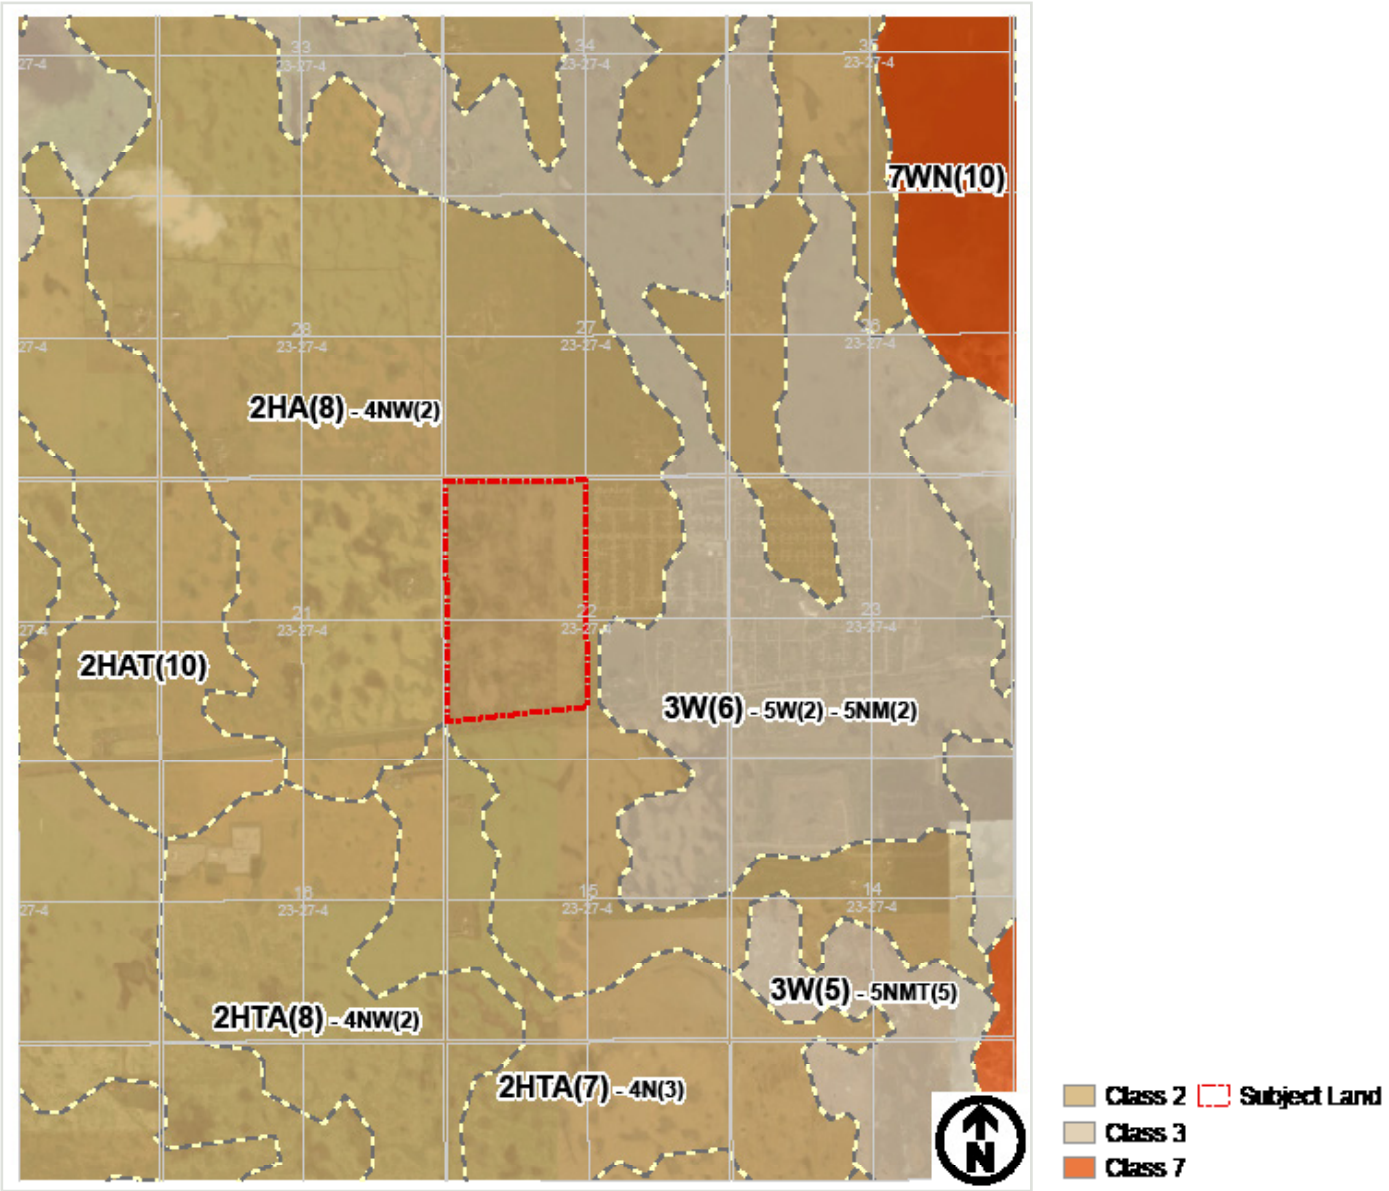 33
23-27-4
34
23-27-4
35
23-27-4
27-4
7WN(10)
28
23-27-4
27
23-27-4
26
23-27-4
27-4
2HA(8) - 4NW(2)
21
23-27-4
22
23-27-4
23
23-27-4
27-4
2HAT(10)
3W(6) - 5W(2) - 5NM(2)
16
23-27-4
15
23-27-4
14
23-27-4
27-4
3W(5) - 5NMT(5)
2HTA(8) - 4NW(2)
2HTA(7) - 4N(3)
N
Class 2
Subject Land
Class 3
Class 7